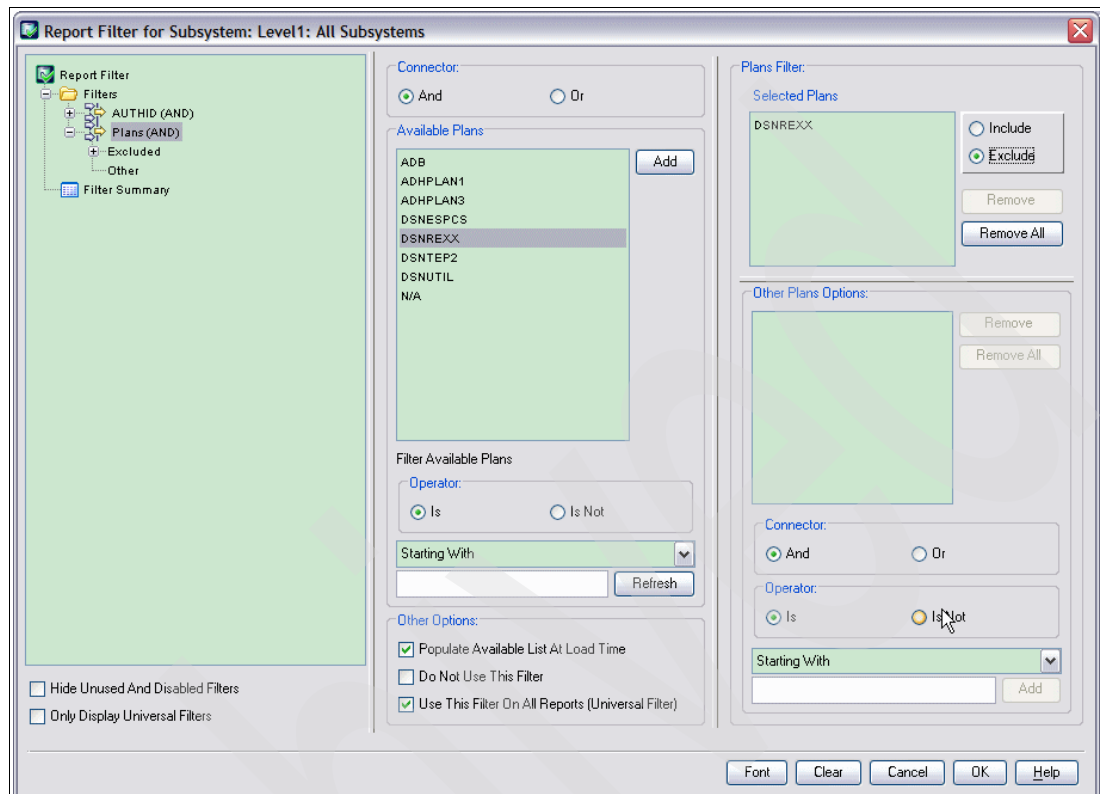 Report Filter for Subsystem: Level1: All Subsystems
Report Filter
Filters
AUTHID (AND)
Plans (AND)
Excluded
Other
Filter Summary
Hide Unused And Disabled Filters
Only Display Universal Filters
Connector:
And Or
Available Plans
ADB
ADHPLAN1
ADHPLAN3
DSNESPCS
DSNREXX
DSNTEP2
DSNUTIL
N/A
Add
Filter Available Plans
Operator:
Is Is Not
Starting With
Refresh
Other Options:
Populate Available List At Load Time
Do Not Use This Filter
Use This Filter On All Reports (Universal Filter)
Plans Filter:
Selected Plans
DSNREXX
Include
Exclude
Remove
Remove All
Other Plans Options:
Remove
Remove All
Connector:
And Or
Operator:
Is Is Not
Starting With
Add
Font Clear Cancel OK Help